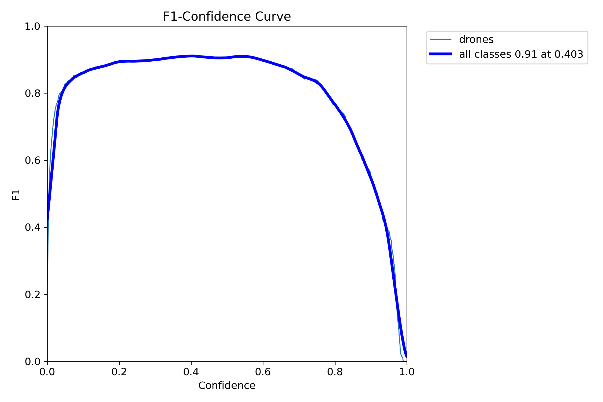 F1-Confidence Curve
drones
all classes 0.91 at 0.403
1.0
0.8
0.6
0.4
0.2
0.0
F1
0.0 0.2 0.4 0.6 0.8 1.0
Confidence